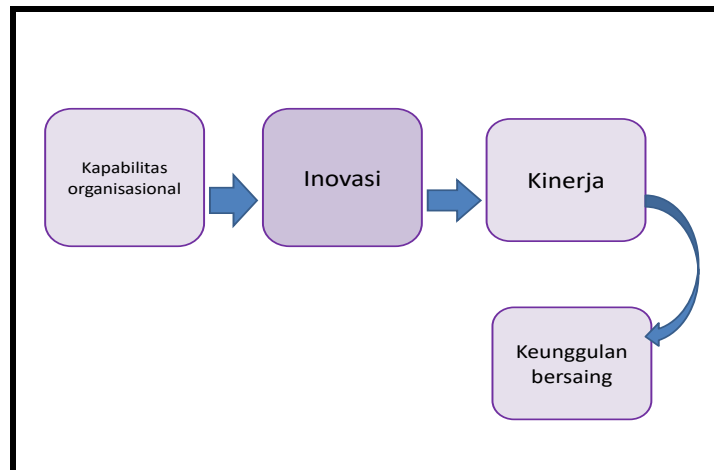 Kapabilitas
organisasional
Inovasi
Kinerja
Keunggulan
bersaing